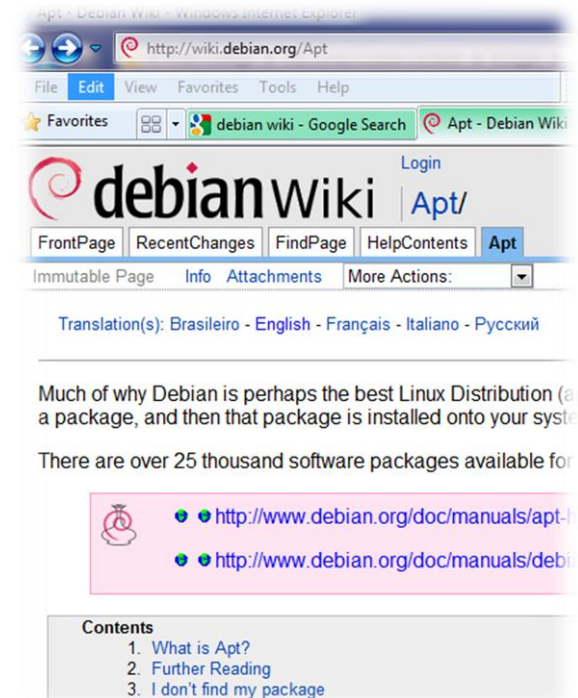 Apt - Debian Wiki - Windows Internet Explorer
http://wiki.debian.org/Apt
File Edit View Favorites Tools Help
Favorites debian wiki - Google Search Apt - Debian Wiki
Login
debian wiki Apt/
FrontPage RecentChanges FindPage HelpContents Apt
Immutable Page Info Attachments More Actions:
Translation(s): Brasileiro - English - Français - Italiano - Русский
Much of why Debian is perhaps the best Linux Distribution (a
a package, and then that package is installed onto your syste
There are over 25 thousand software packages available for
http://www.debian.org/doc/manuals/apt-h
http://www.debian.org/doc/manuals/debi
Contents
1. What is Apt?
2. Further Reading
3. I don't find my package